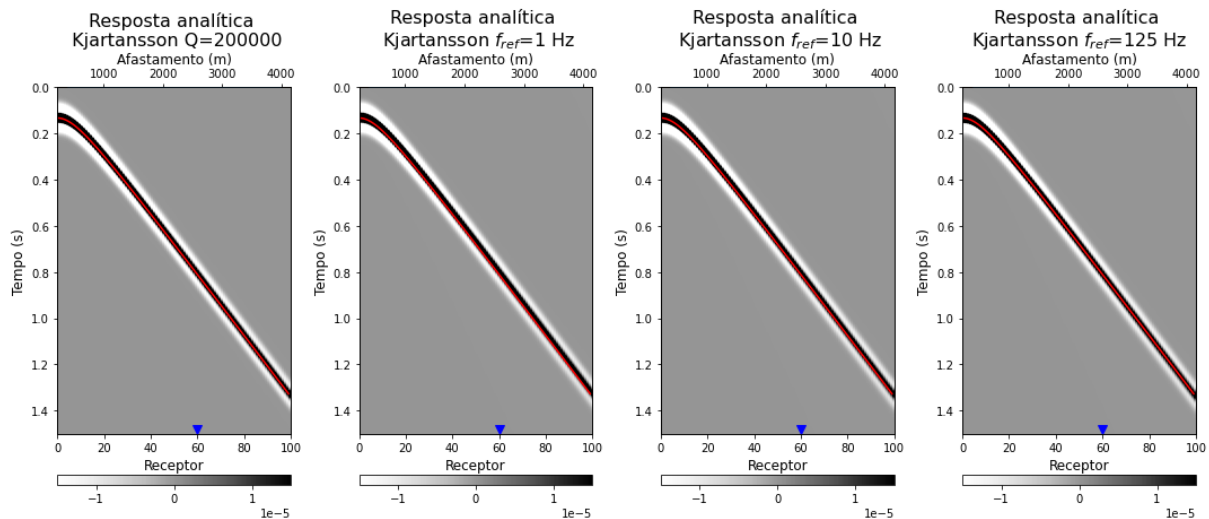 Resposta analítica
Kjartansson Q=200000
Afastamento (m)
1000 2000 3000 4000
Tempo (s)
0.0
0.2
0.4
0.6
0.8
1.0
1.2
1.4
0 20 40 60 80 100
Receptor
−1 0 1
1e−5
Resposta analítica
Kjartansson f_ref=1 Hz
Afastamento (m)
1000 2000 3000 4000
Tempo (s)
0.0
0.2
0.4
0.6
0.8
1.0
1.2
1.4
0 20 40 60 80 100
Receptor
−1 0 1
1e−5
Resposta analítica
Kjartansson f_ref=10 Hz
Afastamento (m)
1000 2000 3000 4000
Tempo (s)
0.0
0.2
0.4
0.6
0.8
1.0
1.2
1.4
0 20 40 60 80 100
Receptor
−1 0 1
1e−5
Resposta analítica
Kjartansson f_ref=125 Hz
Afastamento (m)
1000 2000 3000 4000
Tempo (s)
0.0
0.2
0.4
0.6
0.8
1.0
1.2
1.4
0 20 40 60 80 100
Receptor
−1 0 1
1e−5